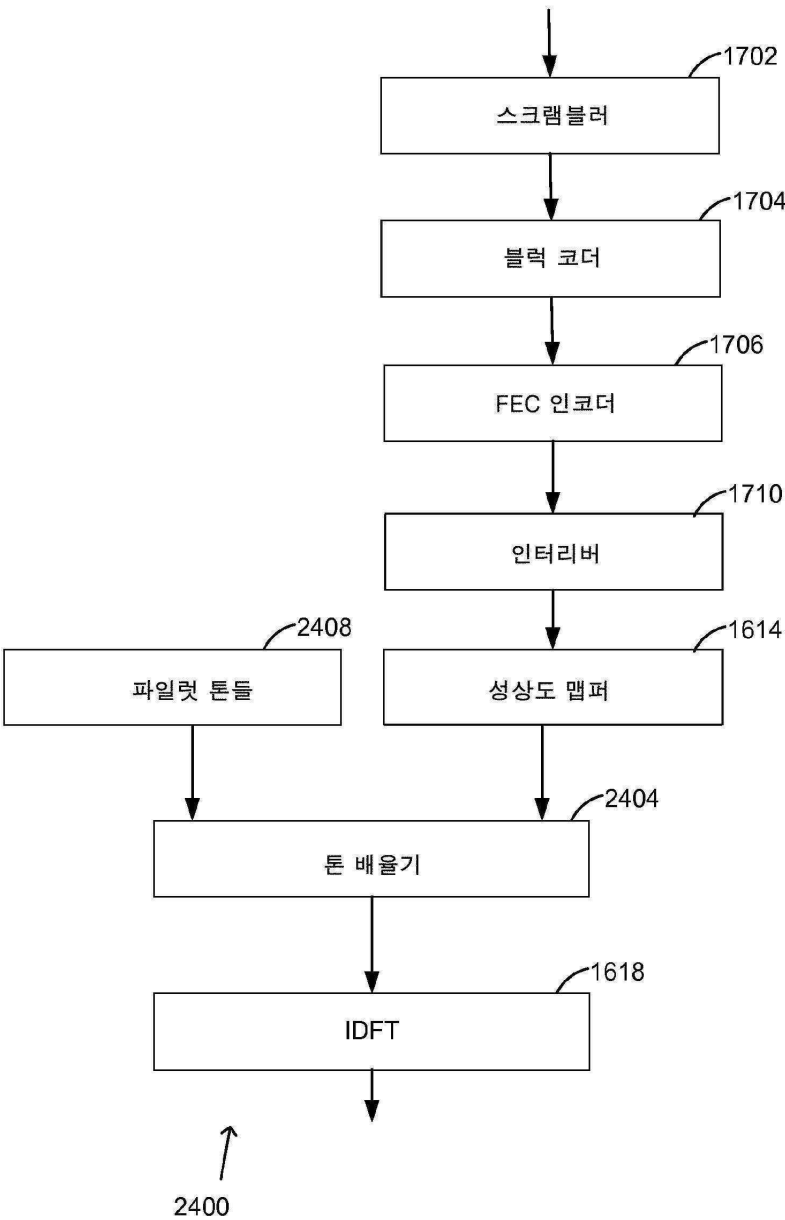 1702
스크램블러
1704
블럭 코더
1706
FEC 인코더
1710
인터리버
2408
파일럿 톤들
1614
성상도 맵퍼
2404
톤 배율기
1618
IDFT
2400